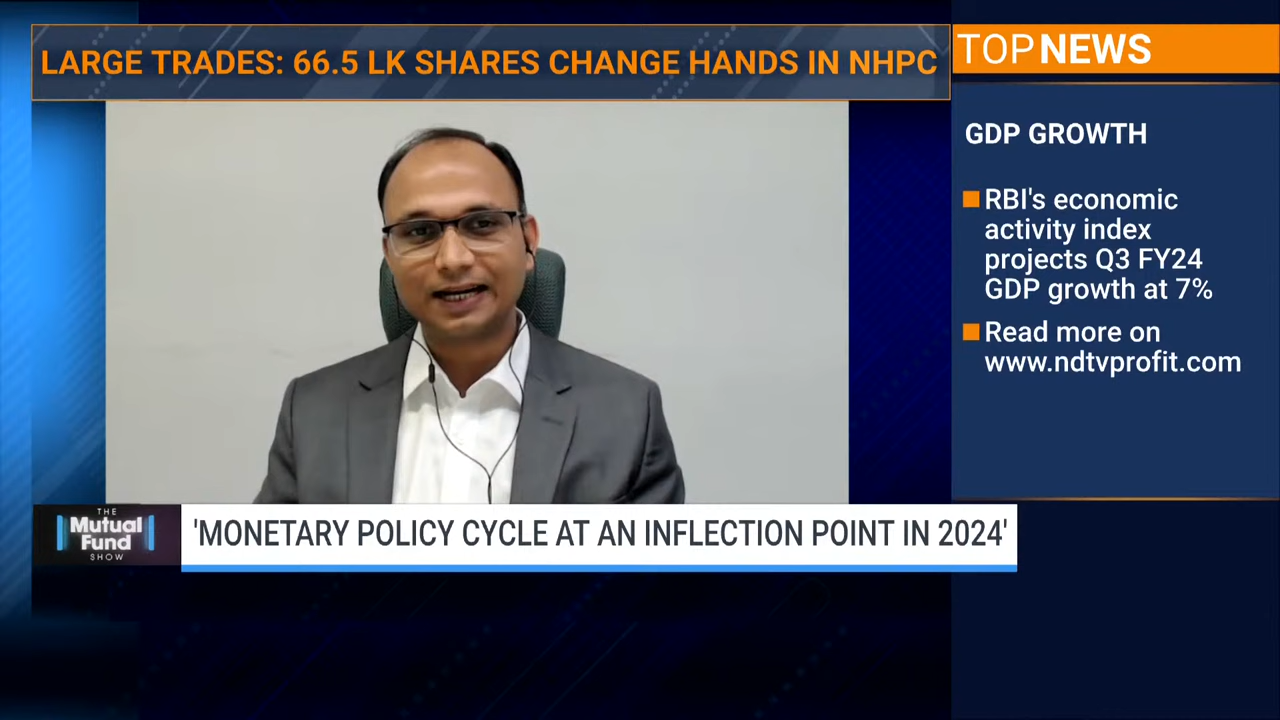 LARGE TRADES: 66.5 LK SHARES CHANGE HANDS IN NHPC
TOP NEWS
GDP GROWTH
RBI's economic
activity index
projects Q3 FY24
GDP growth at 7%
Read more on
www.ndtvprofit.com
THE
Mutual
Fund
SHOW
'MONETARY POLICY CYCLE AT AN INFLECTION POINT IN 2024'